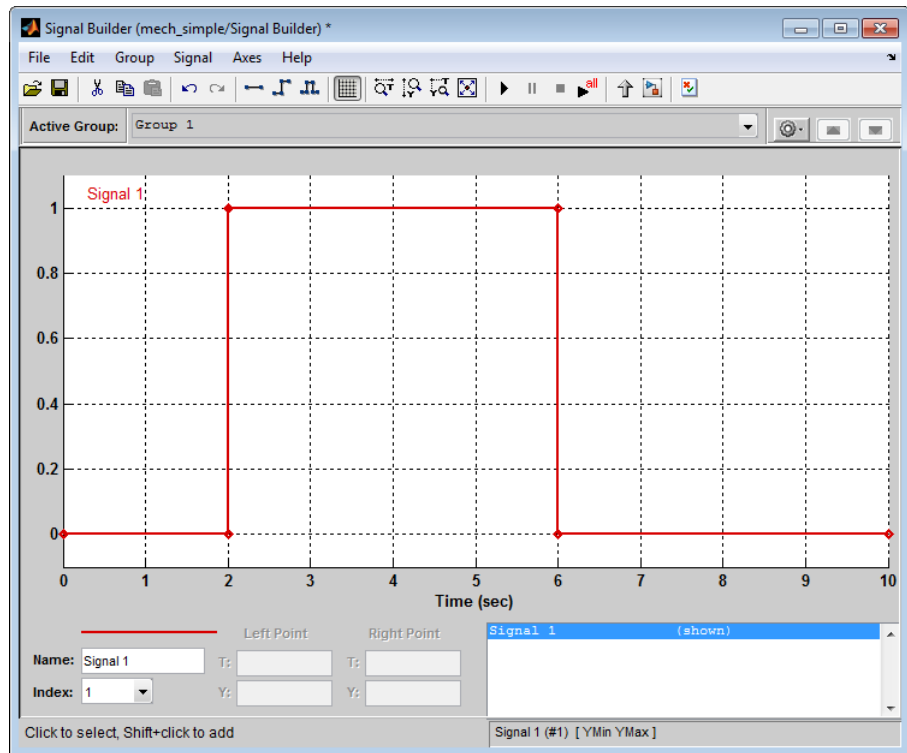 Signal Builder (mech_simple/Signal Builder) *
File Edit Group Signal Axes Help
all
Active Group: Group 1
Signal 1
1
0.8
0.6
0.4
0.2
0
0 1 2 3 4 5 6 7 8 9 10
Time (sec)
Left Point Right Point
Name: Signal 1 T: T:
Index: 1 Y: Y:
Signal 1 (shown)
Click to select, Shift+click to add
Signal 1 (#1) [ YMin YMax ]